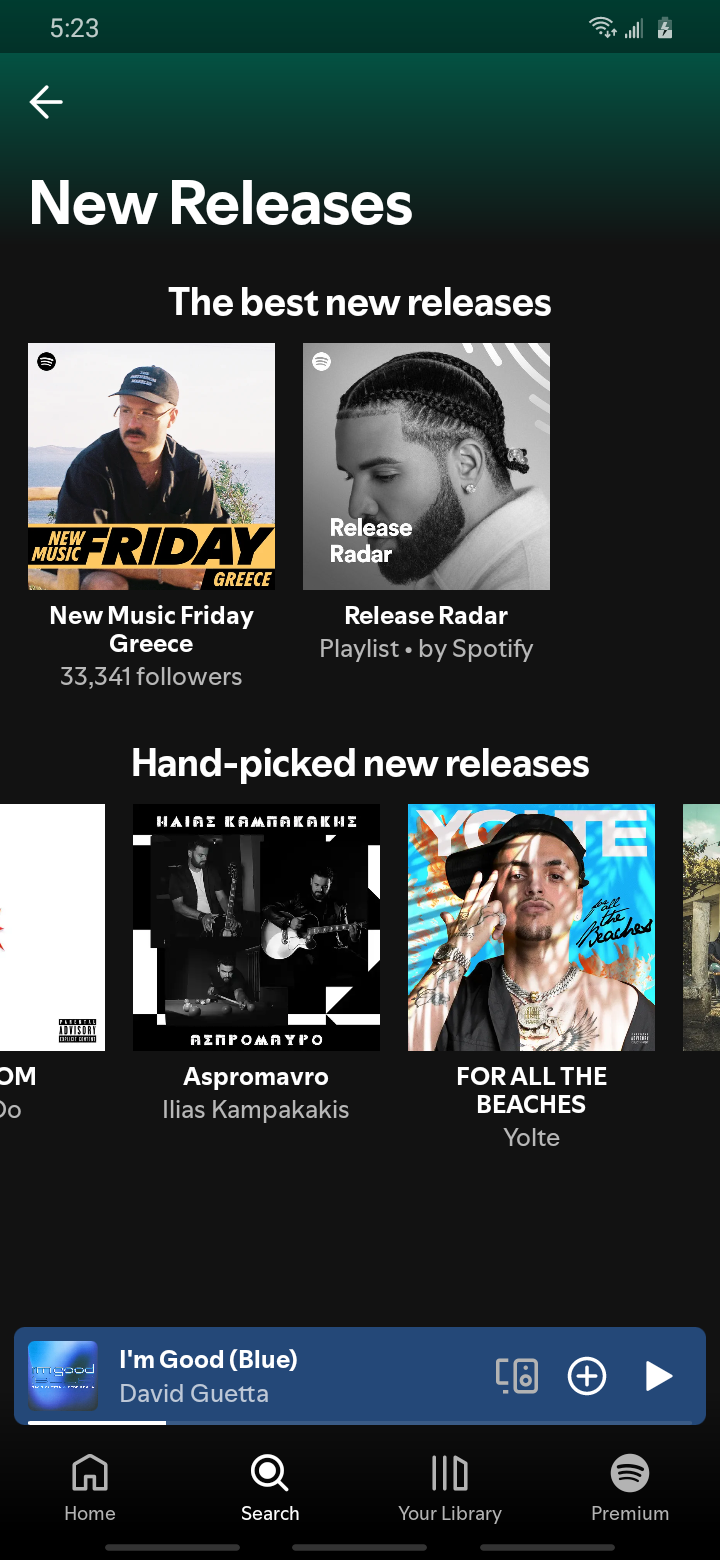 5:23
New Releases
The best new releases
NEW
MUSIC
FRIDAY
GREECE
Release
Radar
New Music Friday
Greece
33,341 followers
Release Radar
Playlist • by Spotify
Hand-picked new releases
PARENTAL
ADVISORY
EXPLICIT CONTENT
ΗΛΙΑΣ ΚΑΜΠΑΚΑΚΗΣ
ΑΣΠΡΟΜΑΥΡΟ
YOLTE
for all
the
Beaches
OM
Do
Aspromavro
Ilias Kampakakis
FOR ALL THE
BEACHES
Yolte
i'm good
I'm Good (Blue)
David Guetta
Home
Search
Your Library
Premium